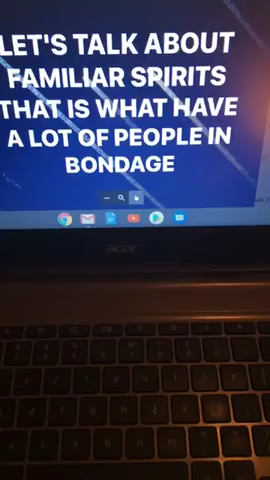 LET'S TALK ABOUT
FAMILIAR SPIRITS
THAT IS WHAT HAVE
A LOT OF PEOPLE IN
BONDAGE
acer